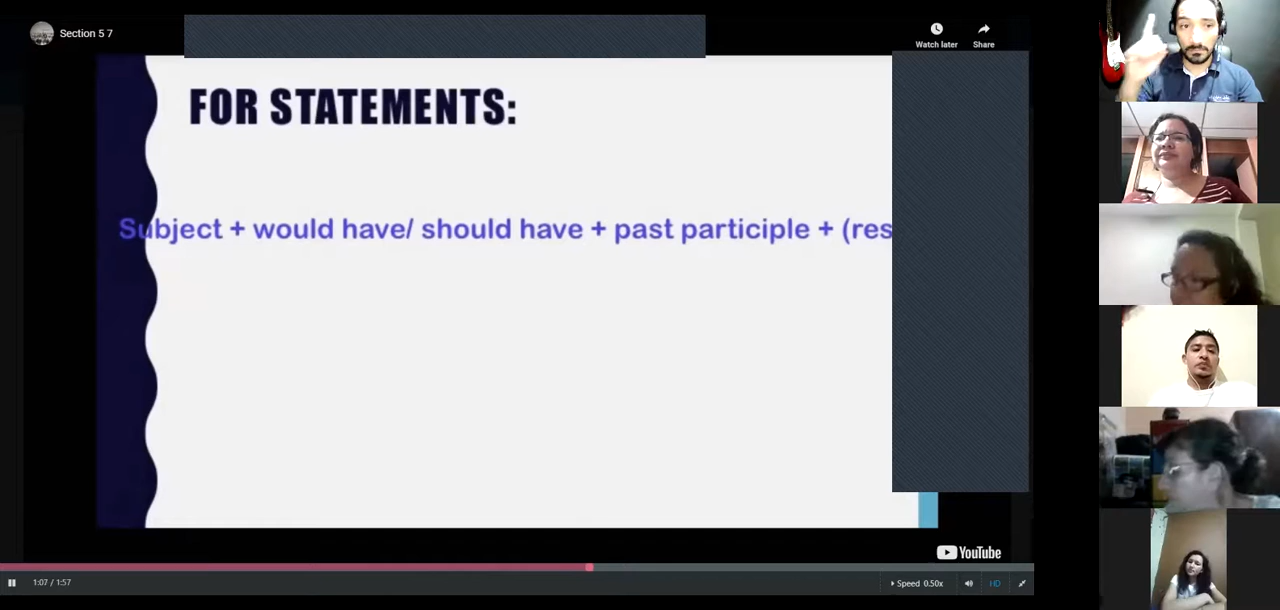 Section 5 7
Watch later
Share
FOR STATEMENTS:
Subject + would have/ should have + past participle + (res
YouTube
1:07 / 1:57
Speed 0.50x
HD